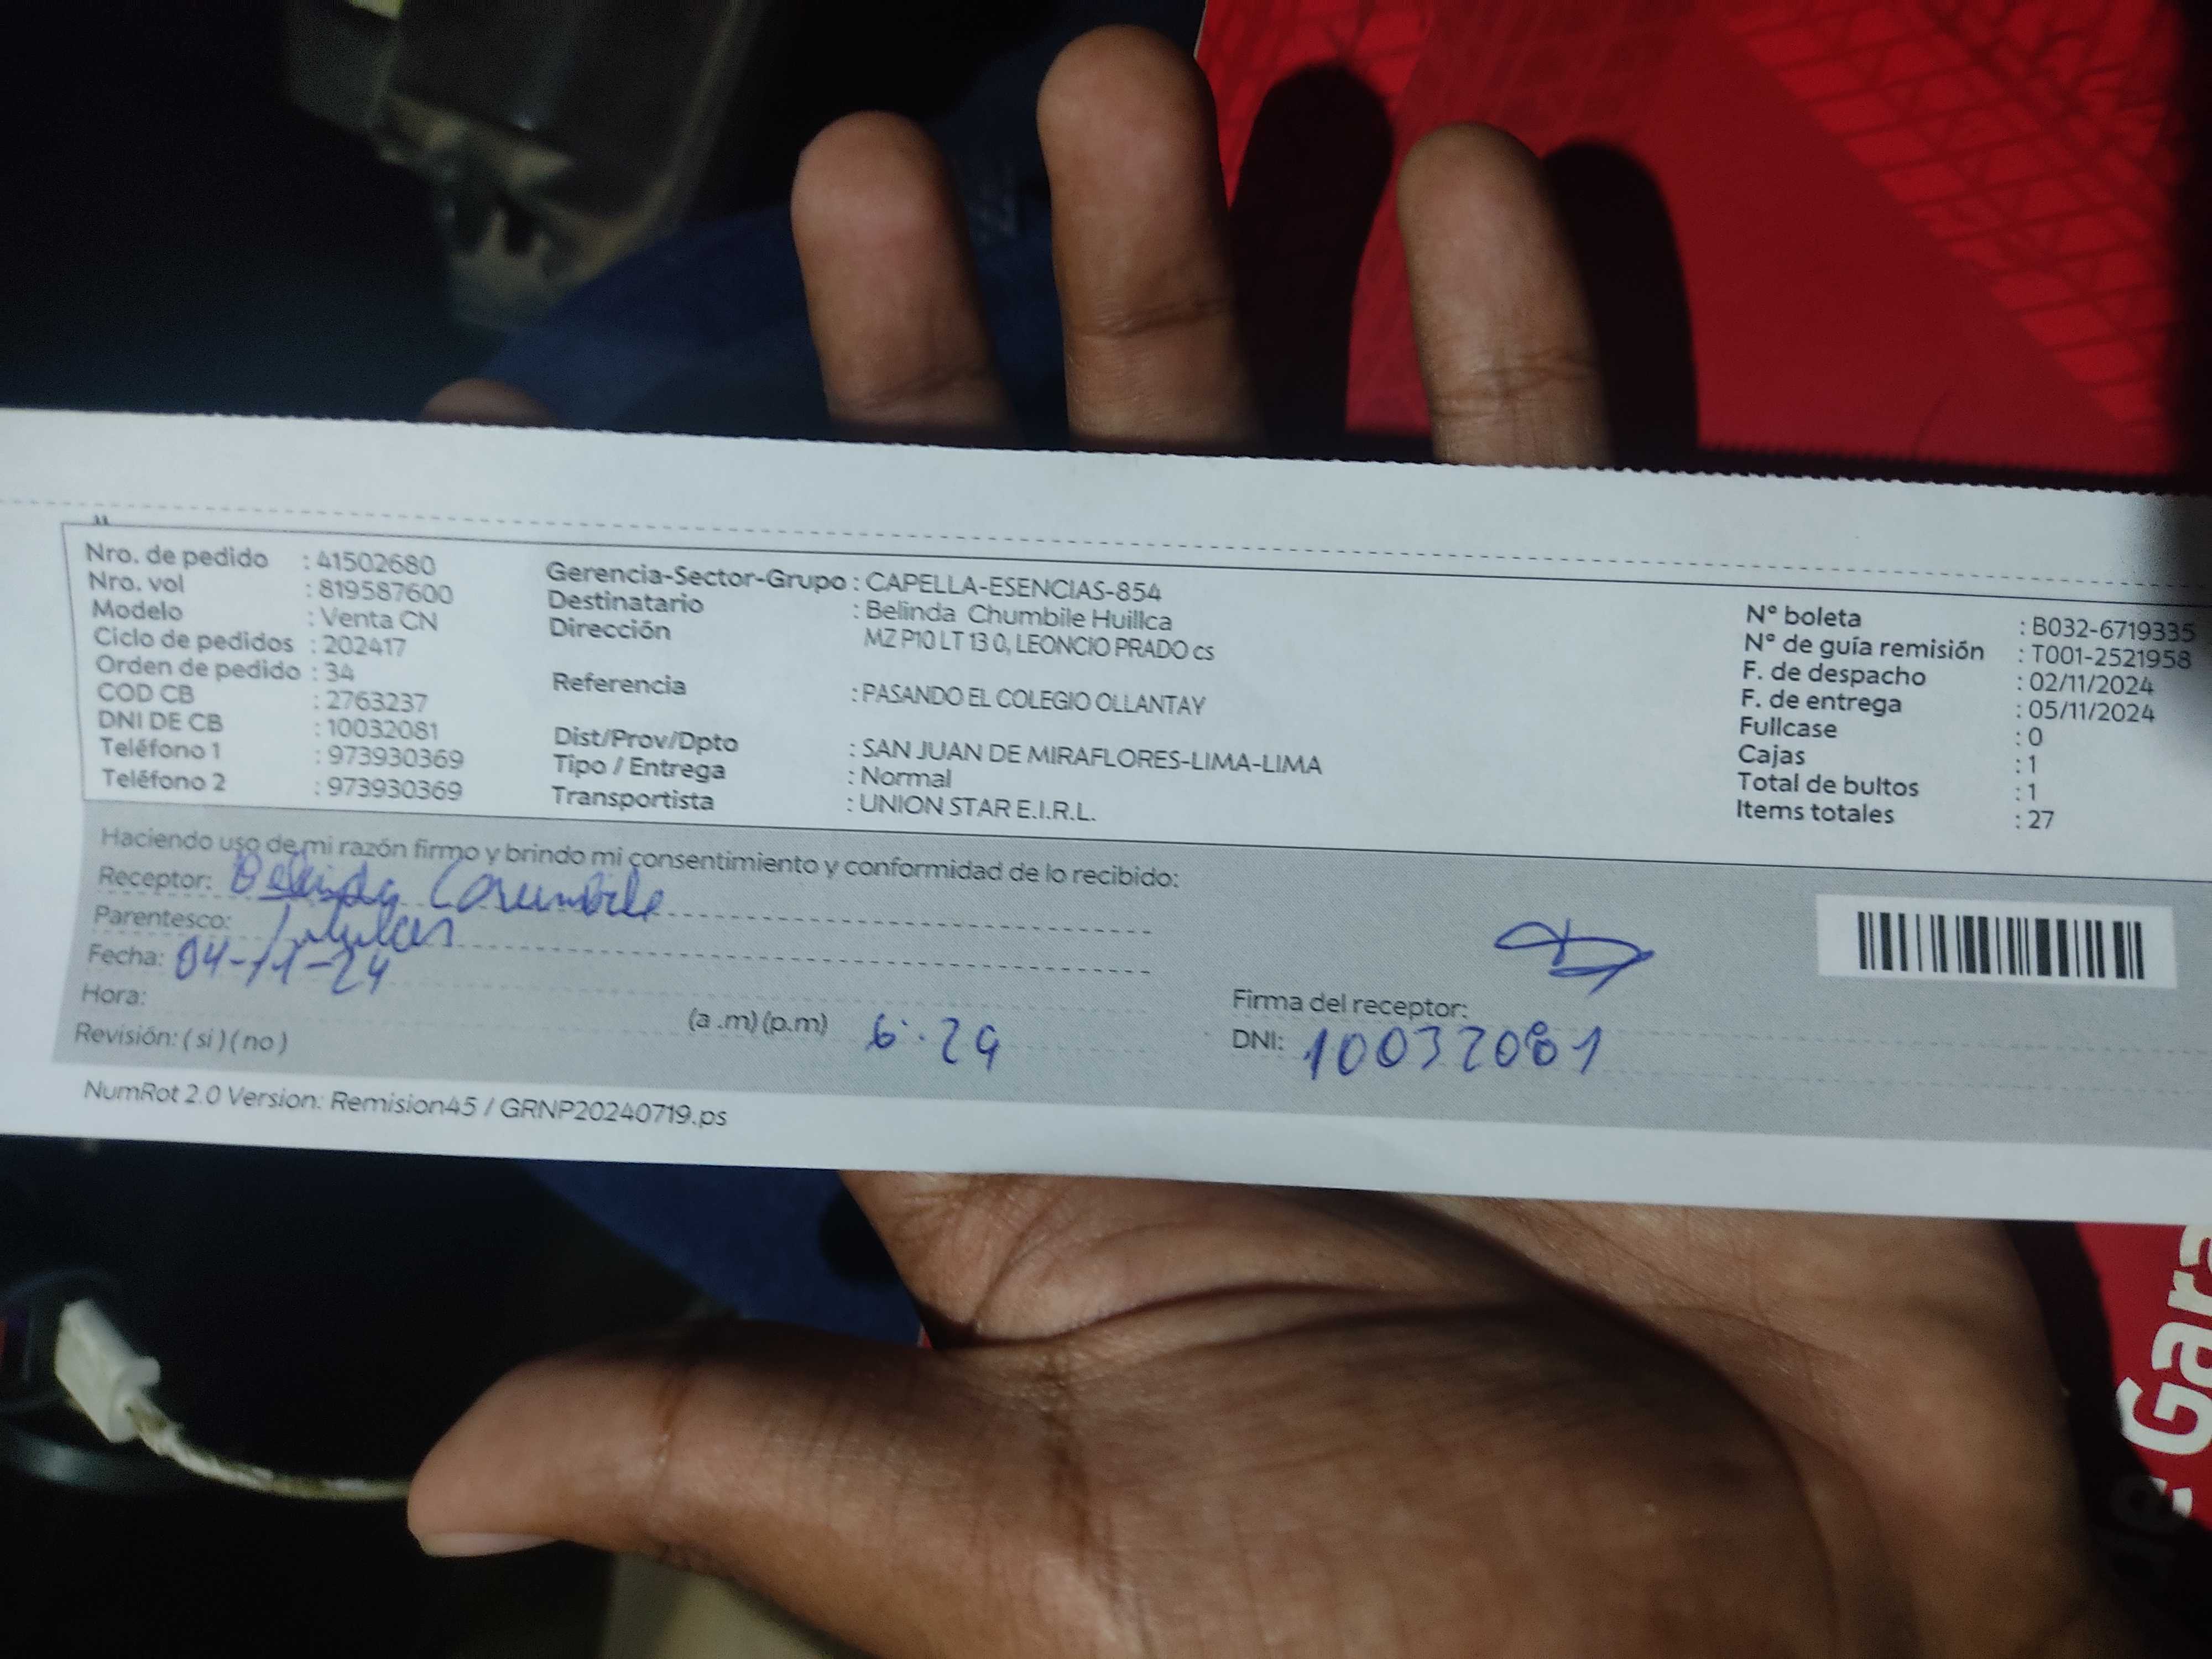 Nro. de pedido : 41502680
Nro. vol : 819587600
Modelo : Venta CN
Ciclo de pedidos : 202417
Orden de pedido : 34
COD CB : 2763237
DNI DE CB : 10032081
Teléfono 1 : 973930369
Teléfono 2 : 973930369
Gerencia-Sector-Grupo : CAPELLA-ESENCIAS-854
Destinatario : Belinda Chumbile Huillca
Dirección MZ P10 LT 13 0, LEONCIO PRADO cs
Referencia : PASANDO EL COLEGIO OLLANTAY
Dist/Prov/Dpto : SAN JUAN DE MIRAFLORES-LIMA-LIMA
Tipo / Entrega : Normal
Transportista : UNION STAR E.I.R.L.
N° boleta : B032-6719335
N° de guía remisión : T001-2521958
F. de despacho : 02/11/2024
F. de entrega : 05/11/2024
Fullcase : 0
Cajas : 1
Total de bultos : 1
Items totales : 27
Haciendo uso de mi razón firmo y brindo mi consentimiento y conformidad de lo recibido:
Receptor: Belinda
Parentesco:
Fecha: 04-11-24
Hora: (a .m) (p.m) 6:29
Revisión: ( si ) ( no )
Firma del receptor:
DNI: 10032081
NumRot 2.0 Version: Remision45 / GRNP20240719.ps
Gara